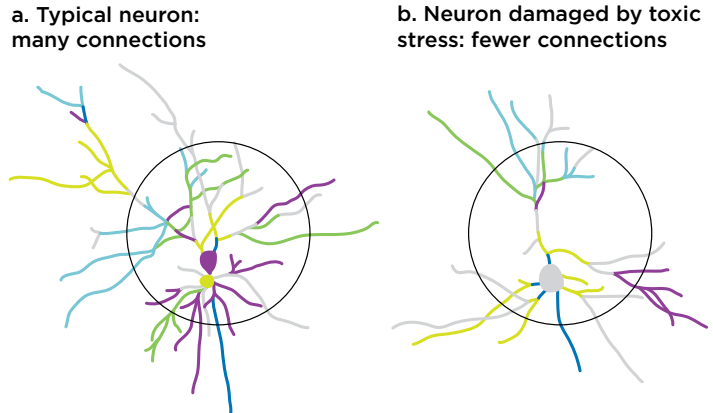 a. Typical neuron:
many connections
b. Neuron damaged by toxic
stress: fewer connections